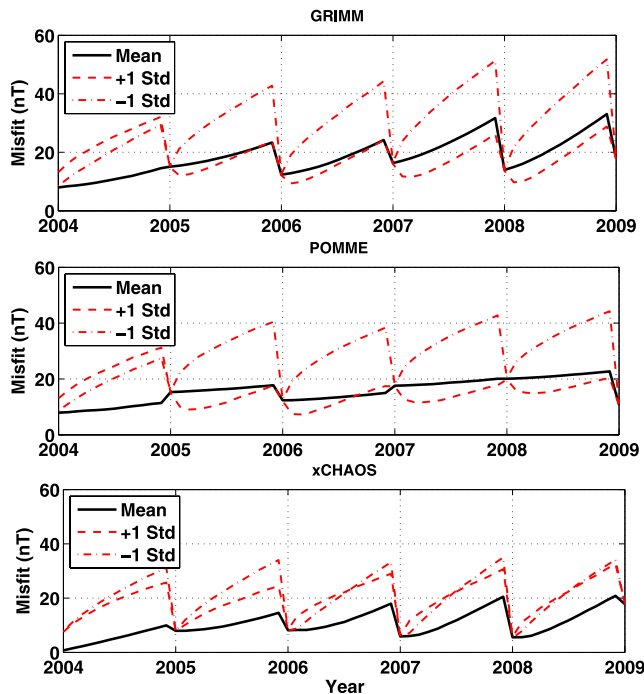 GRIMM
Misfit (nT)
60
40
20
0
Mean
+1 Std
−1 Std
2004 2005 2006 2007 2008 2009
POMME
Misfit (nT)
60
40
20
0
Mean
+1 Std
−1 Std
2004 2005 2006 2007 2008 2009
xCHAOS
Misfit (nT)
60
40
20
0
Mean
+1 Std
−1 Std
2004 2005 2006 2007 2008 2009
Year